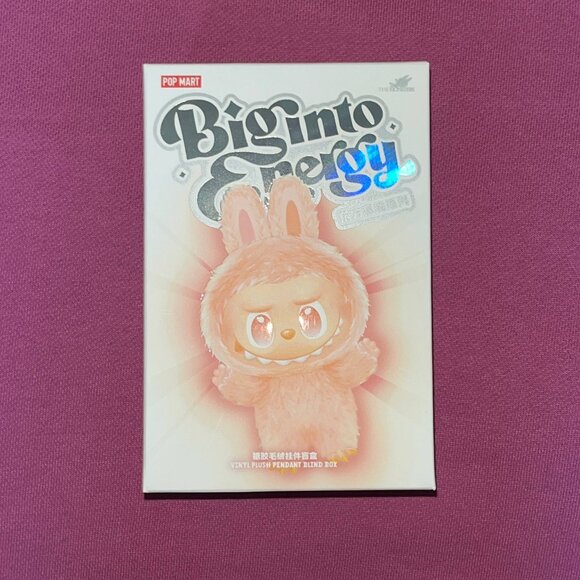 POP MART
Big into
Energy
搪胶毛绒挂件盲盒
VINYL PLUSH PENDANT BLIND BOX